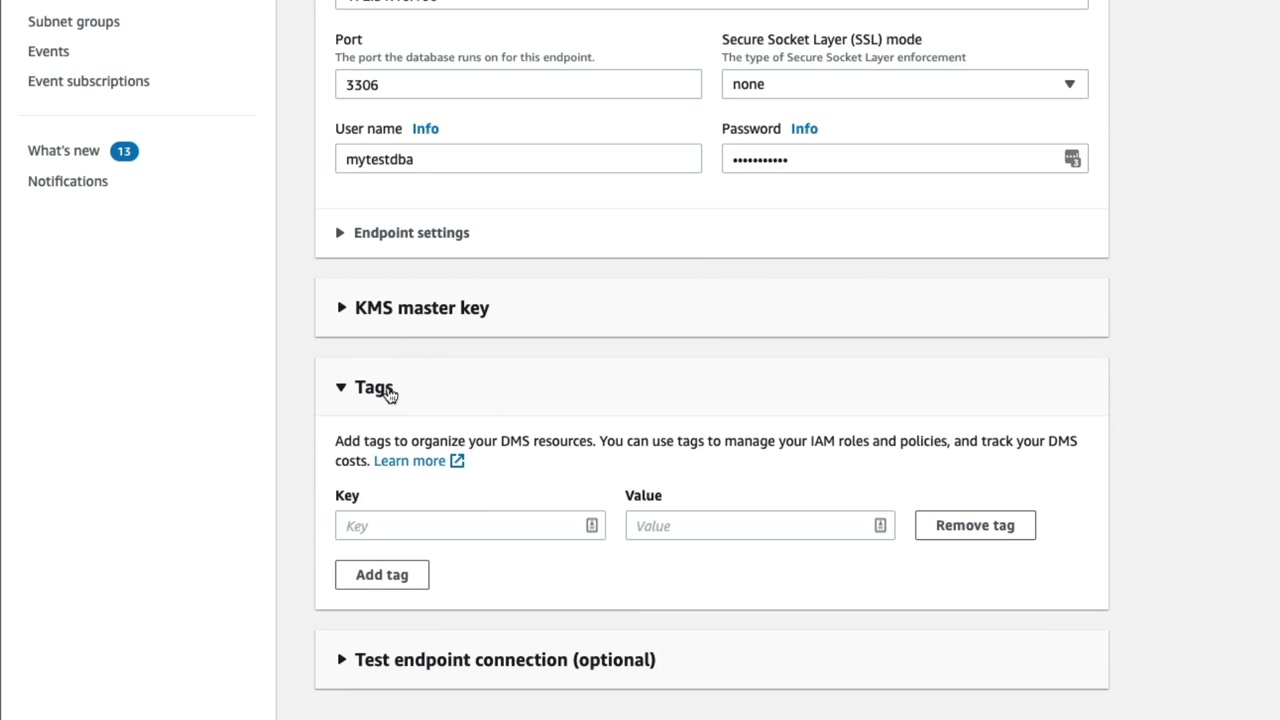 Subnet groups
Events
Event subscriptions
What's new 13
Notifications
Port
The port the database runs on for this endpoint.
3306
Secure Socket Layer (SSL) mode
The type of Secure Socket Layer enforcement
none
User name Info
mytestdba
Password Info
•••••••••••
Endpoint settings
KMS master key
Tags
Add tags to organize your DMS resources. You can use tags to manage your IAM roles and policies, and track your DMS
costs. Learn more
Key
Key
Value
Value
Remove tag
Add tag
Test endpoint connection (optional)